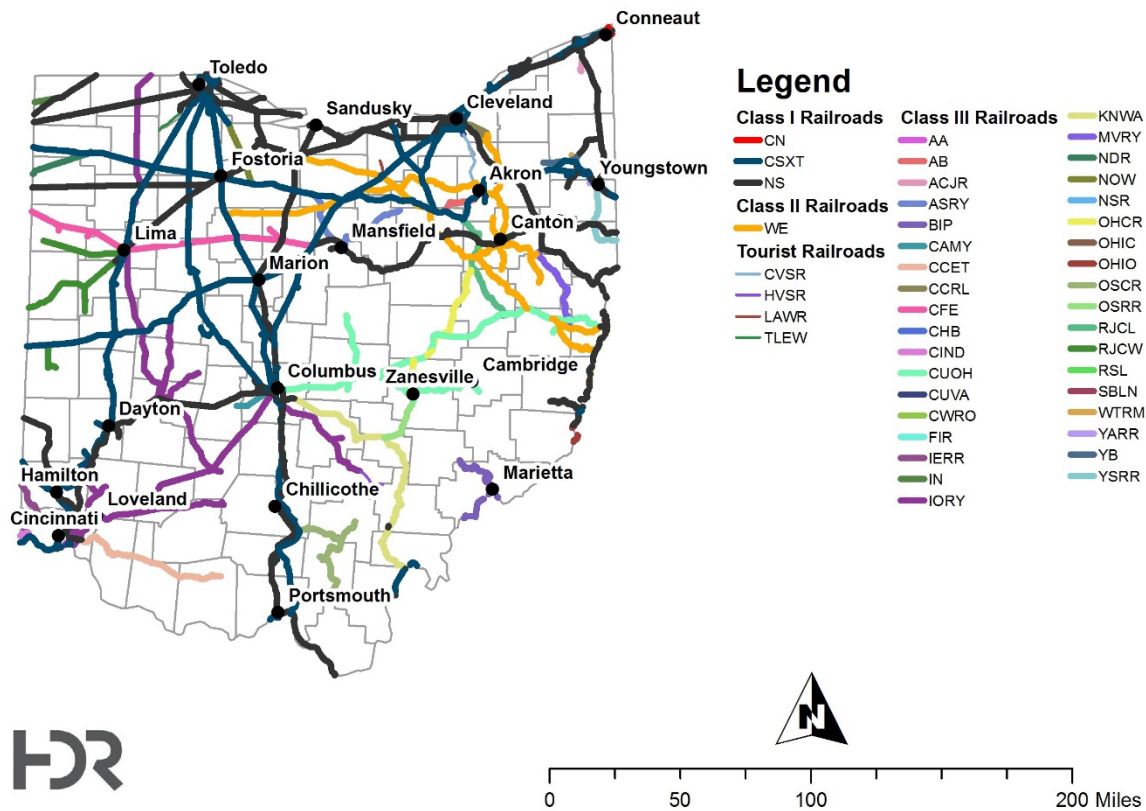 Conneaut
Toledo
Sandusky
Cleveland
Fostoria
Akron
Youngstown
Lima
Mansfield
Canton
Marion
Columbus
Zanesville
Cambridge
Dayton
Hamilton
Loveland
Chillicothe
Marietta
Cincinnati
Portsmouth
Legend
Class I Railroads
CN
CSXT
NS
Class II Railroads
WE
Tourist Railroads
CVSR
HVSR
LAWR
TLEW
Class III Railroads
AA
AB
ACJR
ASRY
BIP
CAMY
CCET
CCRL
CFE
CHB
CIND
CUOH
CUVA
CWRO
FIR
IERR
IN
IORY
KNWA
MVRY
NDR
NOW
NSR
OHCR
OHIC
OHIO
OSCR
OSRR
RJCL
RJCW
RSL
SBLN
WTRM
YARR
YB
YSRR
N
HDR
0 50 100 200 Miles